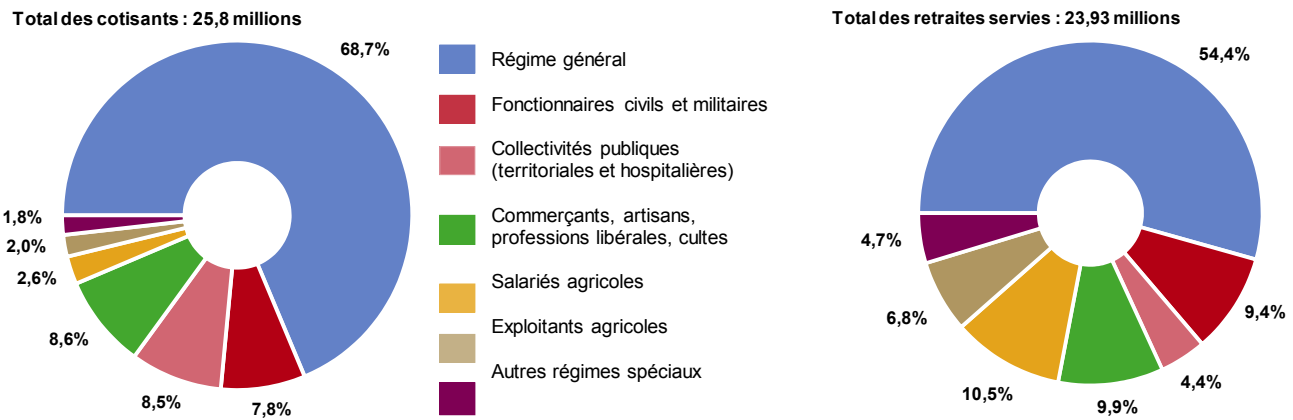 Total des cotisants : 25,8 millions
68,7%
1,8%
2,0%
2,6%
8,6%
8,5%
7,8%
Régime général
Fonctionnaires civils et militaires
Collectivités publiques
(territoriales et hospitalières)
Commerçants, artisans,
professions libérales, cultes
Salariés agricoles
Exploitants agricoles
Autres régimes spéciaux
Total des retraites servies : 23,93 millions
54,4%
4,7%
6,8%
10,5%
9,9%
4,4%
9,4%